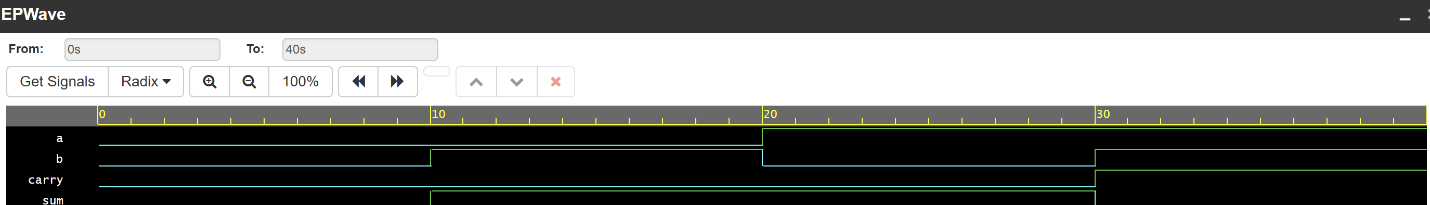 EPWave
From: 0s To: 40s
Get Signals Radix 100%
0 10 20 30
a
b
carry
sum